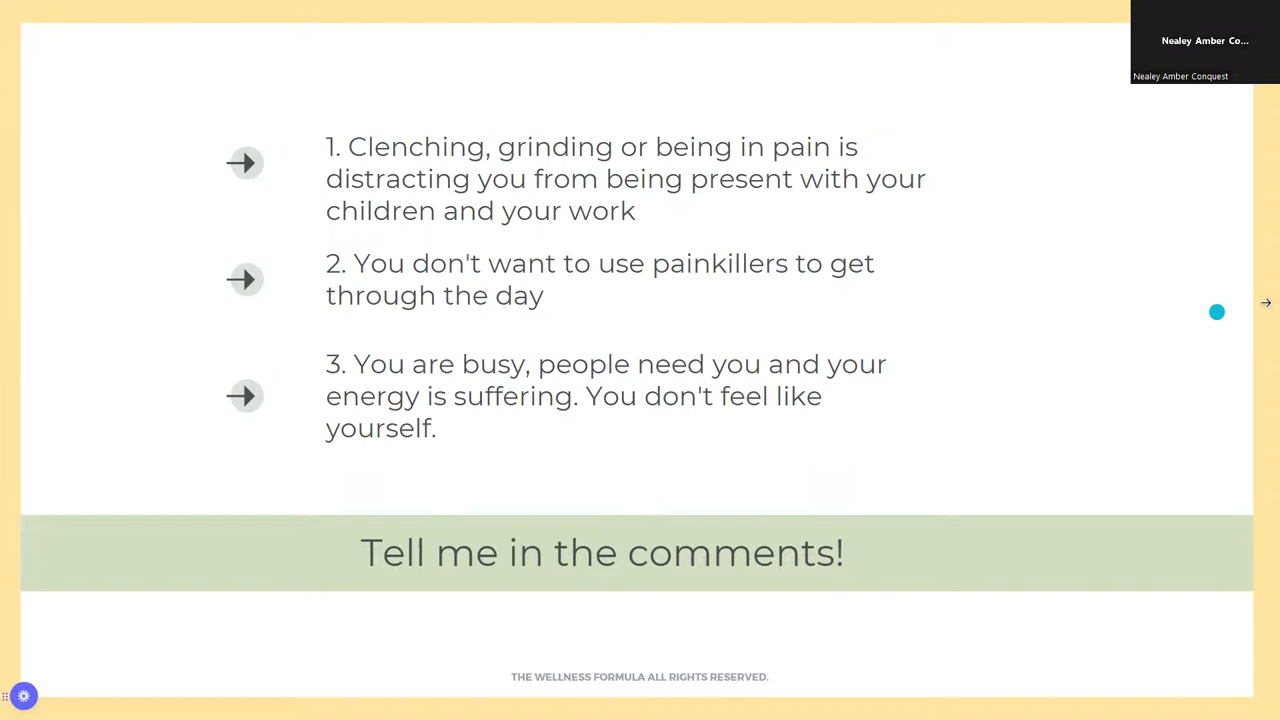 Nealey Amber Co...
Nealey Amber Conquest
1. Clenching, grinding or being in pain is
distracting you from being present with your
children and your work
2. You don't want to use painkillers to get
through the day
3. You are busy, people need you and your
energy is suffering. You don't feel like
yourself.
Tell me in the comments!
THE WELLNESS FORMULA ALL RIGHTS RESERVED.